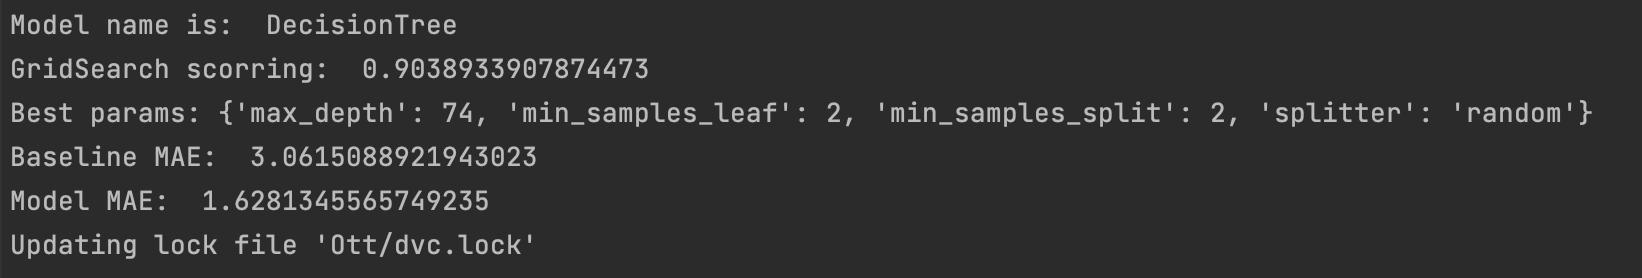 Model name is:  DecisionTree
GridSearch scorring:  0.9038933907874473
Best params: {'max_depth': 74, 'min_samples_leaf': 2, 'min_samples_split': 2, 'splitter': 'random'}
Baseline MAE:  3.0615088921943023
Model MAE:  1.6281345565749235
Updating lock file 'Ott/dvc.lock'